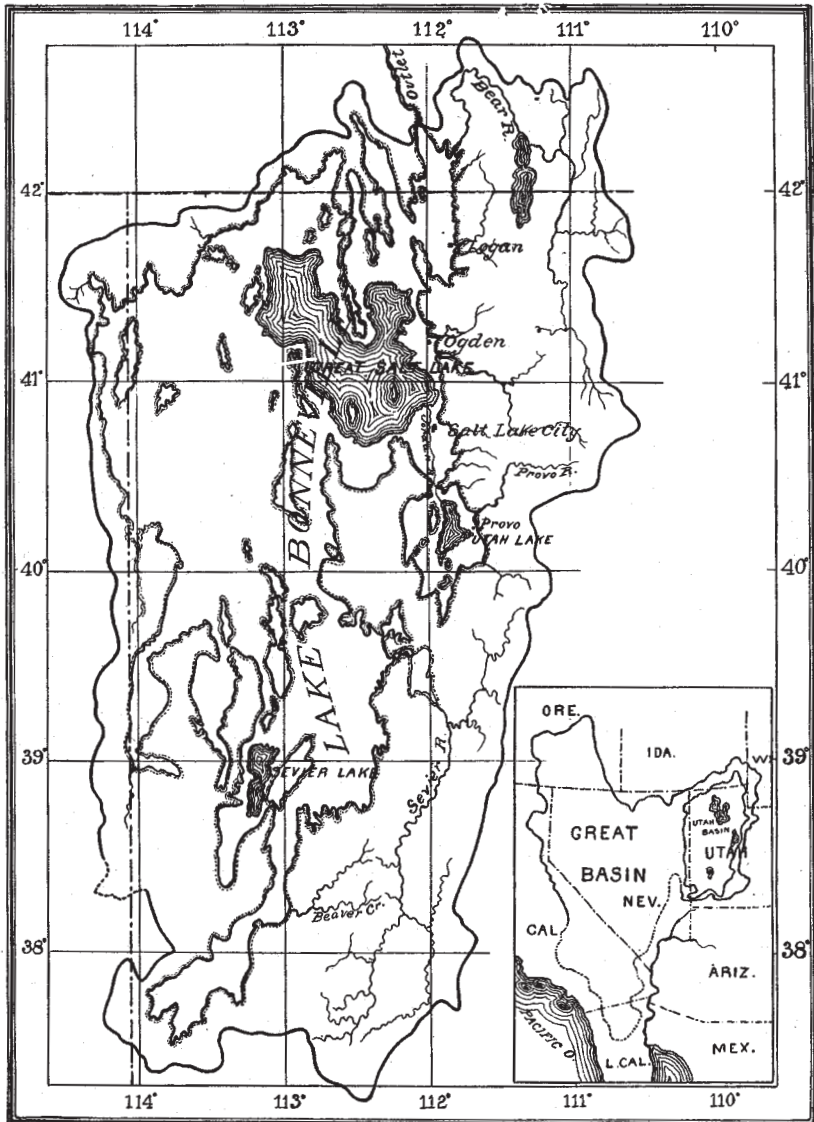 114° 113° 112° 111° 110°
Outlet
Bear R.
42° 42°
Logan
Ogden
GREAT SALT LAKE
41° 41°
Salt Lake City
Provo R.
LAKE BONNEVI
Provo
UTAH LAKE
40° 40°
39° 39°
SEVIER LAKE
Sevier R.
Beaver Cr.
38° 38°
ORE.
IDA.
UTAH
BASIN
GREAT
BASIN
UTAH
NEV.
CAL.
ARIZ.
PACIFIC O.
L. CAL.
MEX.
114° 113° 112° 111° 110°